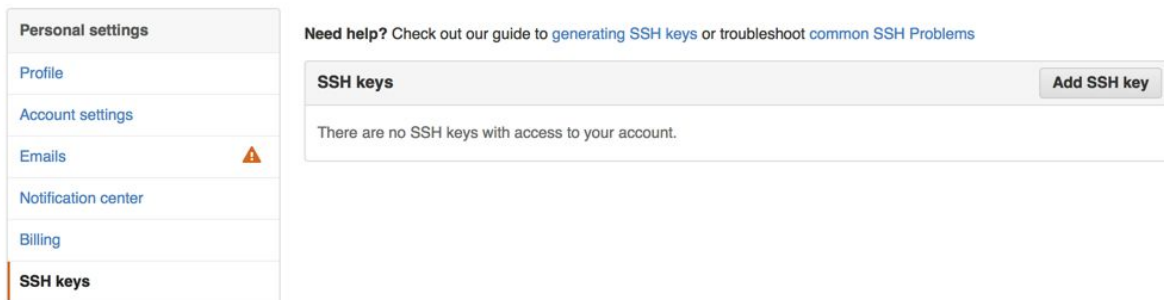 Personal settings
Profile
Account settings
Emails
Notification center
Billing
SSH keys
Need help? Check out our guide to generating SSH keys or troubleshoot common SSH Problems
SSH keys
Add SSH key
There are no SSH keys with access to your account.